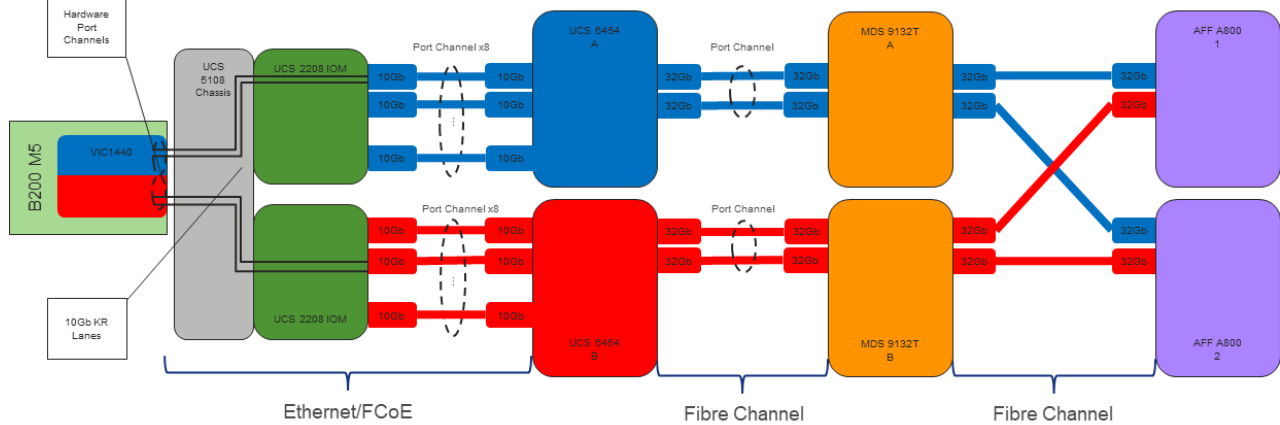 Hardware
Port
Channels
UCS
5108
Chassis
UCS 2208 IOM
Port Channel x8
UCS 6454
A
Port Channel
MDS 9132T
A
AFF A800
1
10Gb
10Gb
32Gb
32Gb
32Gb
32Gb
10Gb
10Gb
32Gb
32Gb
32Gb
32Gb
...
10Gb
10Gb
B200 M5
VIC1440
UCS 2208 IOM
Port Channel x8
UCS 6454
B
Port Channel
MDS 9132T
B
AFF A800
2
10Gb
10Gb
32Gb
32Gb
32Gb
32Gb
10Gb
10Gb
32Gb
32Gb
32Gb
32Gb
...
10Gb
10Gb
10Gb KR
Lanes
Ethernet/FCoE
Fibre Channel
Fibre Channel